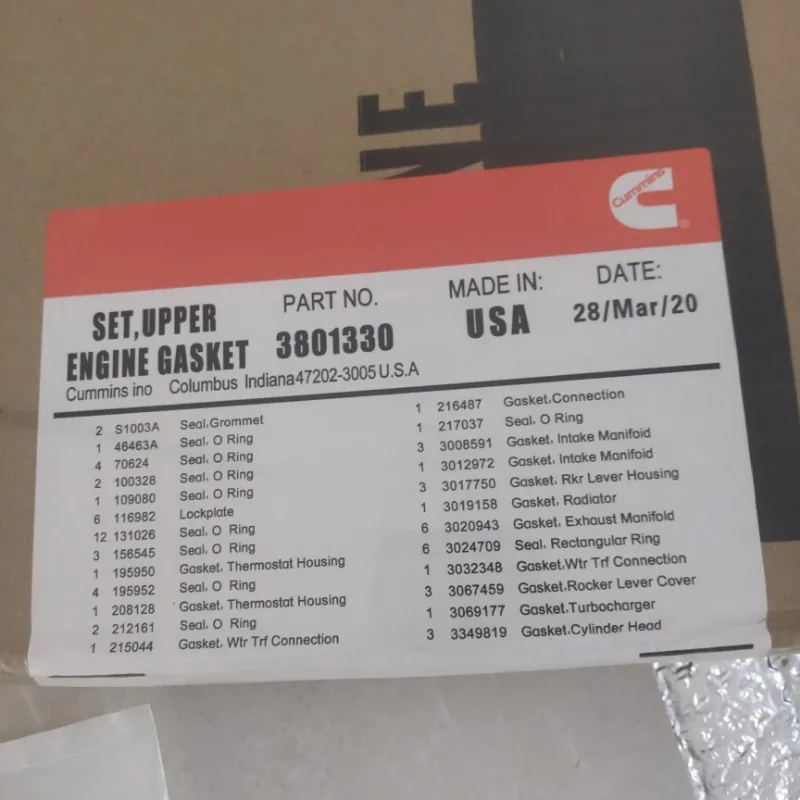 NE
Cummins
®
SET,UPPER
ENGINE GASKET
PART NO.
3801330
MADE IN:
USA
DATE:
28/Mar/20
Cummins ino Columbus Indiana47202-3005 U.S.A
2 S1003A Seal,Grommet
1 46463A Seal, O Ring
4 70624 Seal, O Ring
2 100328 Seal, O Ring
1 109080 Seal, O Ring
6 116982 Lockplate
12 131026 Seal, O Ring
3 156545 Seal, O Ring
1 195950 Gasket, Thermostat Housing
4 195952 Seal, O Ring
1 208128 Gasket, Thermostat Housing
2 212161 Seal, O Ring
1 215044 Gasket, Wtr Trf Connection
1 216487 Gasket,Connection
1 217037 Seal, O Ring
3 3008591 Gasket, Intake Manifoid
1 3012972 Gasket, Intake Manifoid
3 3017750 Gasket, Rkr Lever Housing
1 3019158 Gasket, Radiator
6 3020943 Gasket, Exhaust Manifold
6 3024709 Seal, Rectangular Ring
1 3032348 Gasket,Wtr Trf Connection
3 3067459 Gasket,Rocker Lever Cover
1 3069177 Gasket,Turbocharger
3 3349819 Gasket,Cylinder Head